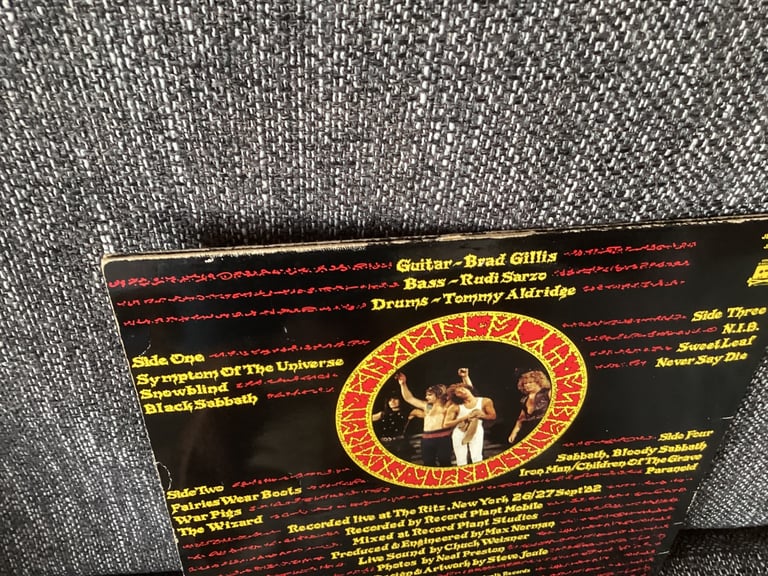 Guitar~Brad Gillis
Bass~Rudi Sarzo
Drums~Tommy Aldridge
Side One
Symptom Of The Universe
Snowblind
Black Sabbath
Side Two
Fairies Wear Boots
War Pigs
The Wizard
Side Three
N.I.B.
Sweet Leaf
Never Say Die
Side Four
Sabbath, Bloody Sabbath
Iron Man/Children Of The Grave
Paranoid
Recorded live at The Ritz, New York 26/27 Sept 82
Recorded by Record Plant Mobile
Mixed at Record Plant Studios
Produced & Engineered by Max Norman
Live Sound by Chuck Weisner
Photos by Neal Preston
& Artwork by Steve Joule
Records